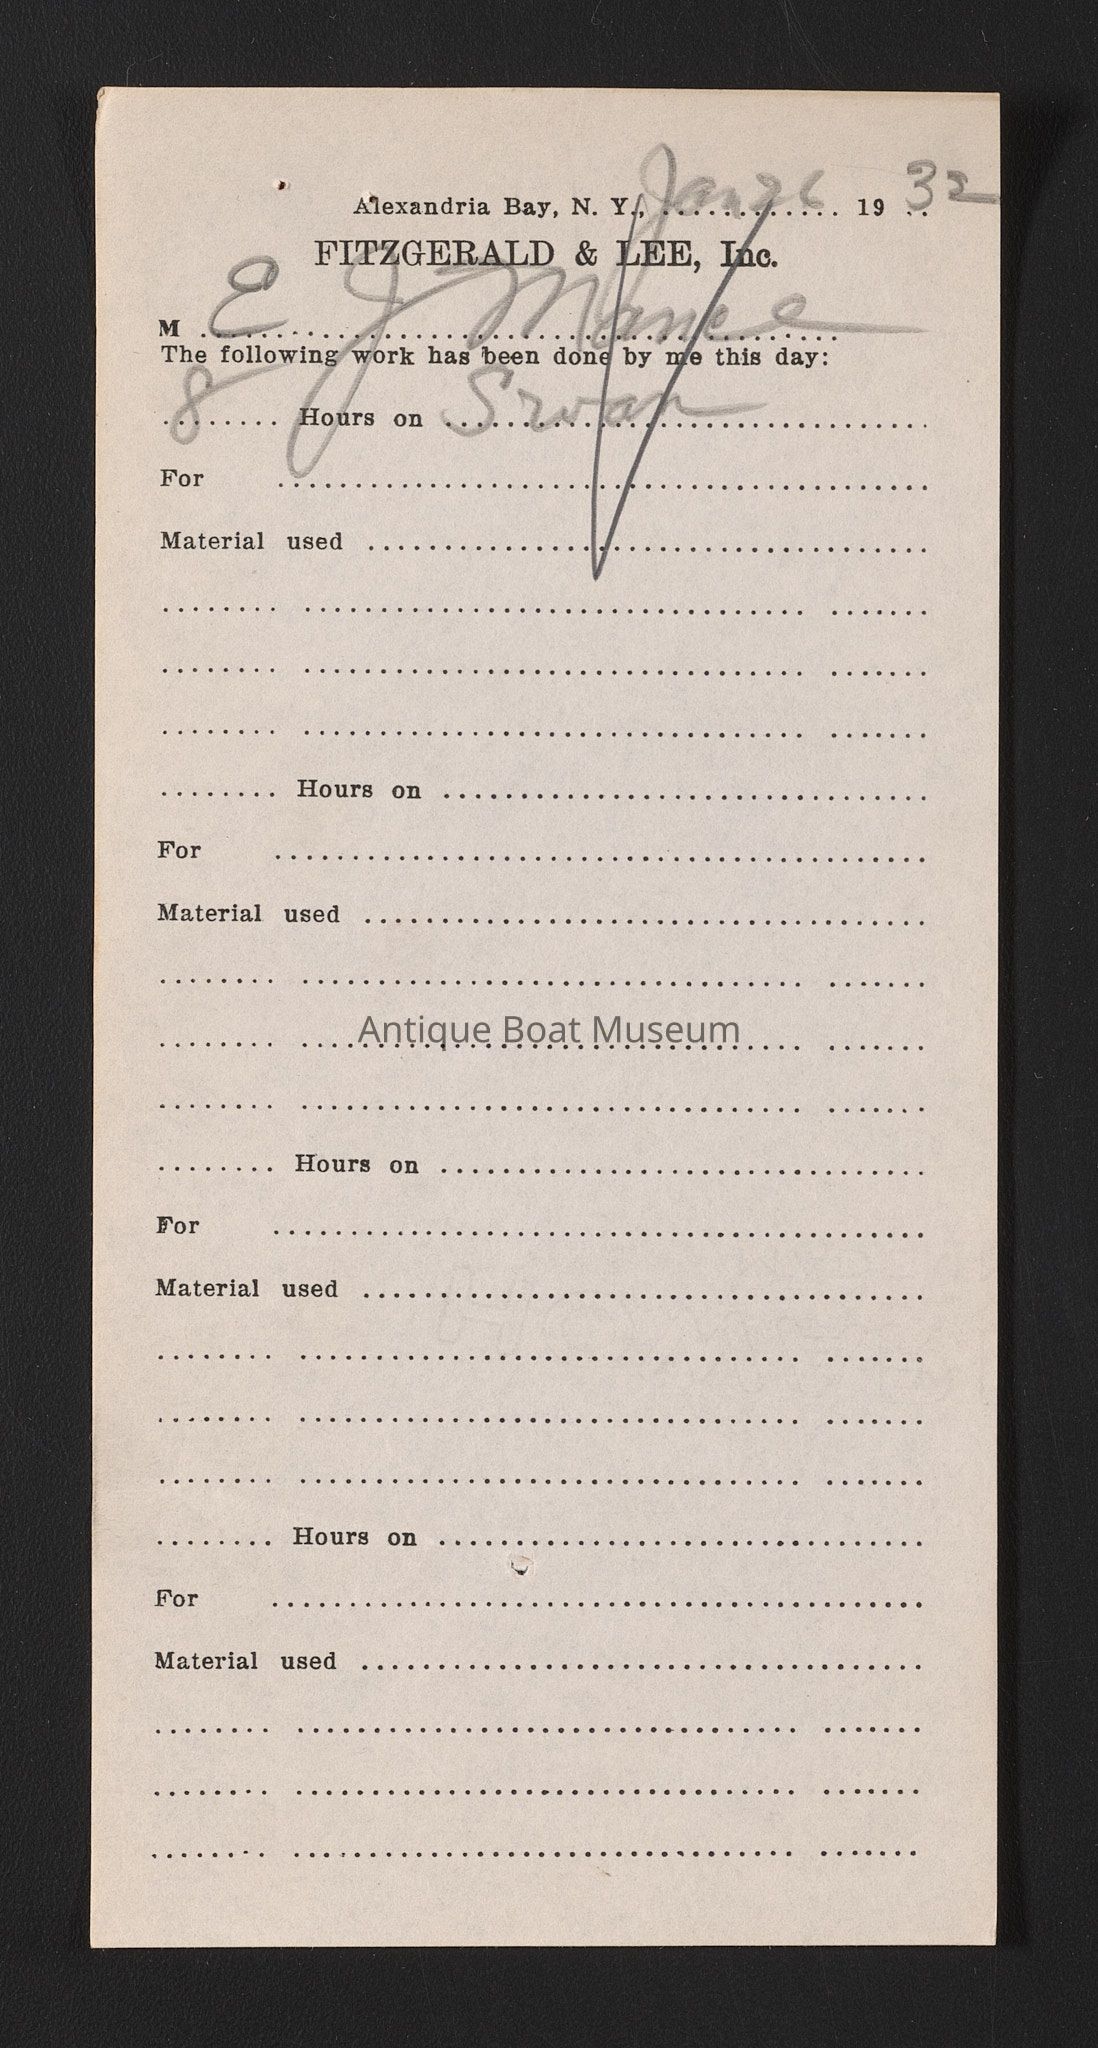 Alexandria Bay, N. Y., Jan 26 19 32
FITZGERALD & LEE, Inc.
M E J
The following work has been done by me this day:
8 Hours on Swan
For
Material used
Hours on
For
Material used
Antique Boat Museum
Hours on
For
Material used
Hours on
For
Material used